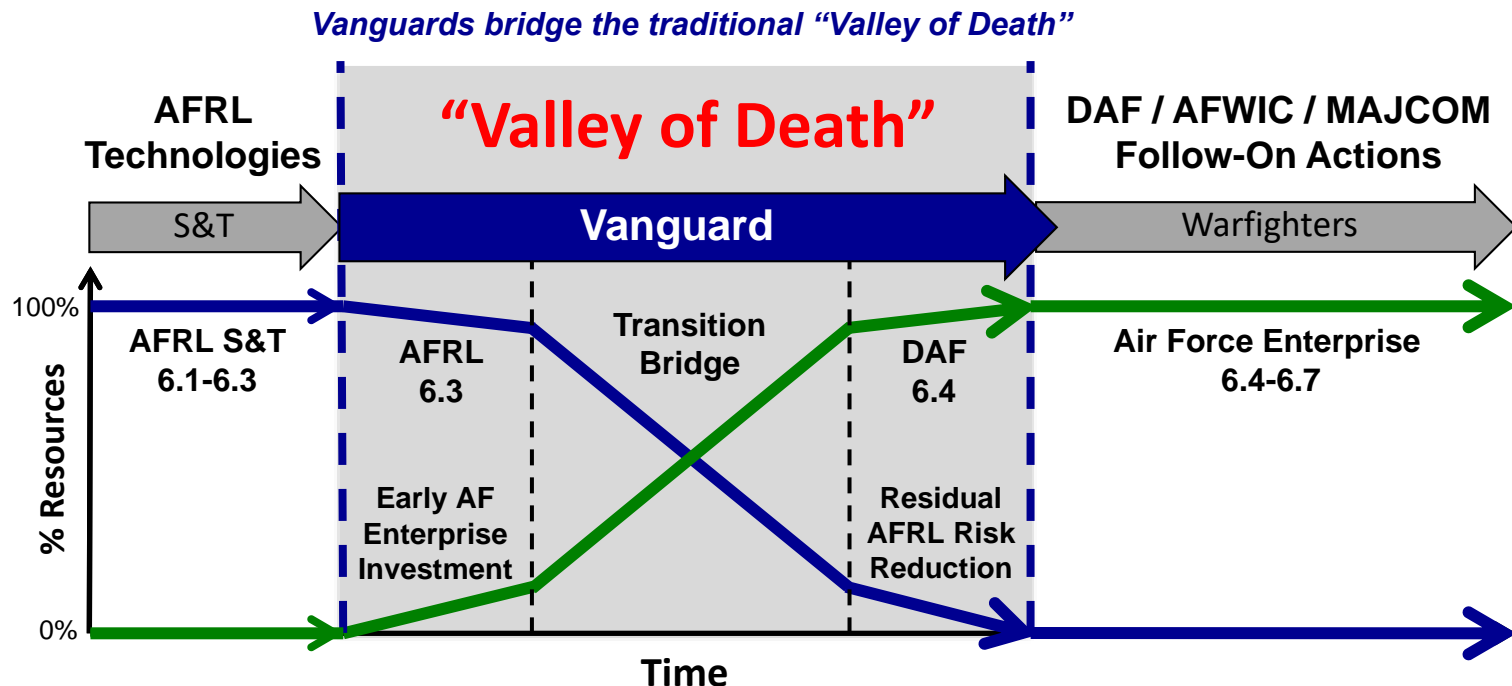 Vanguards bridge the traditional “Valley of Death”
AFRL
Technologies
“Valley of Death”
DAF / AFWIC / MAJCOM
Follow-On Actions
S&T
Vanguard
Warfighters
100%
AFRL S&T
6.1-6.3
AFRL
6.3
Transition
Bridge
DAF
6.4
Air Force Enterprise
6.4-6.7
% Resources
Early AF
Enterprise
Investment
Residual
AFRL Risk
Reduction
0%
Time